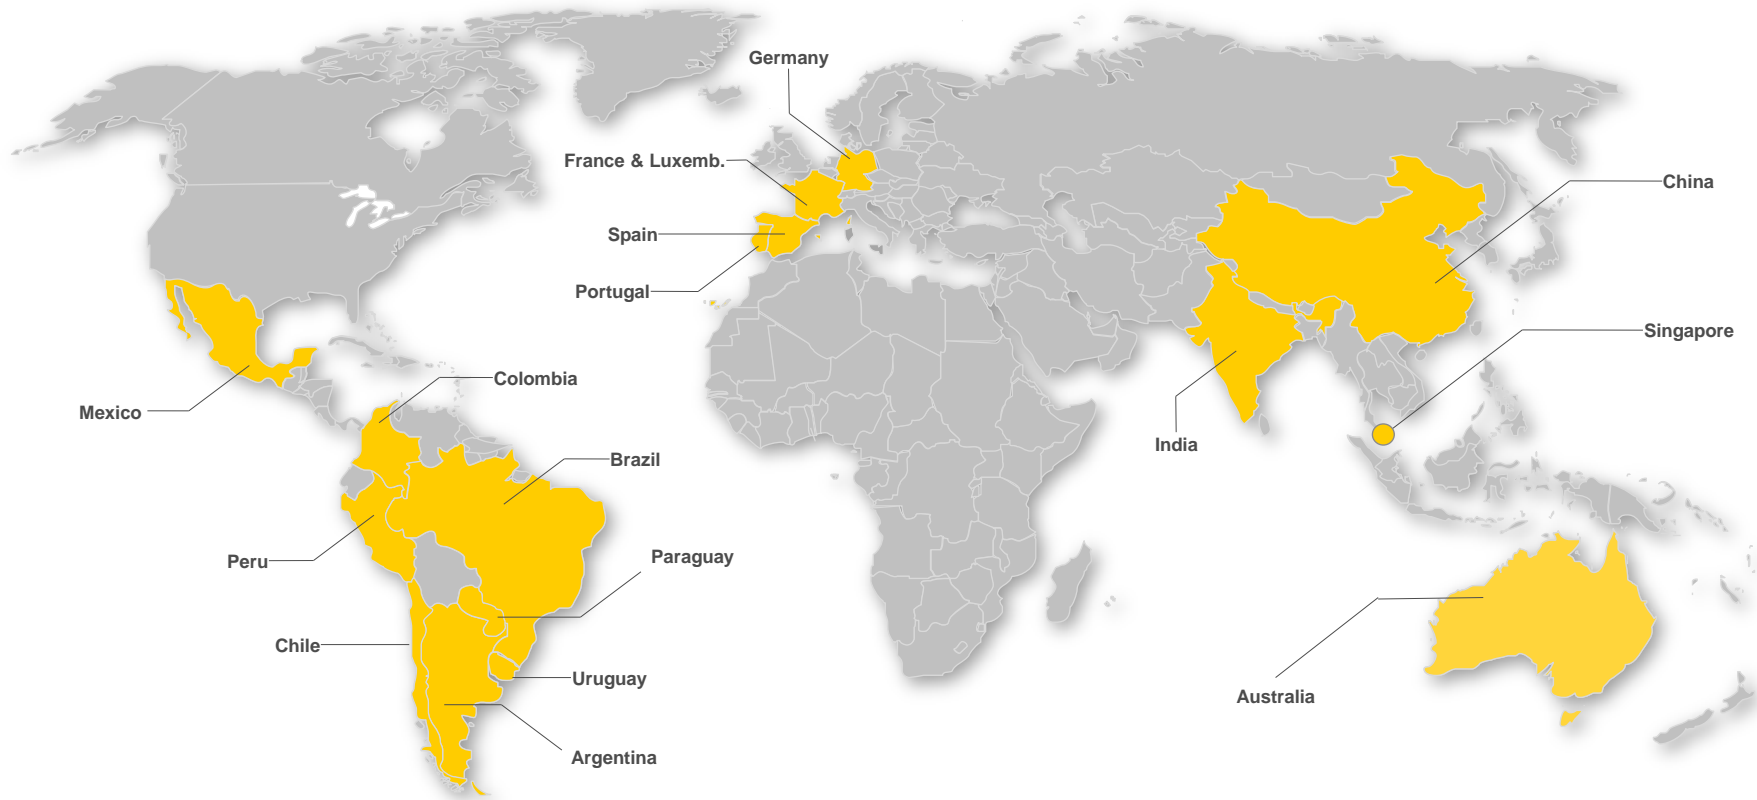 Germany
France & Luxemb.
China
Spain
Portugal
Singapore
Colombia
Mexico
India
Brazil
Paraguay
Peru
Chile
Uruguay
Australia
Argentina